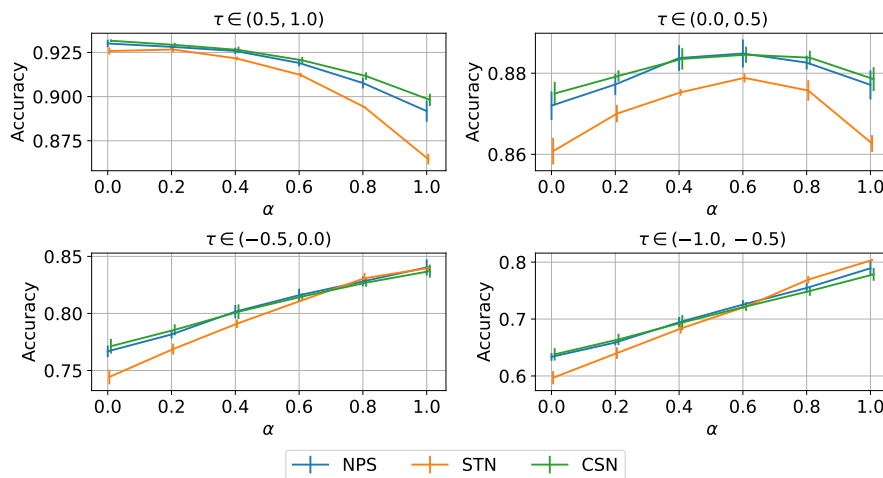 τ ∈ (0.5, 1.0)
τ ∈ (0.0, 0.5)
Accuracy
0.925
0.900
0.875
0.0 0.2 0.4 0.6 0.8 1.0
α
Accuracy
0.88
0.86
0.0 0.2 0.4 0.6 0.8 1.0
α
τ ∈ (−0.5, 0.0)
τ ∈ (−1.0, −0.5)
Accuracy
0.85
0.80
0.75
0.0 0.2 0.4 0.6 0.8 1.0
α
Accuracy
0.8
0.7
0.6
0.0 0.2 0.4 0.6 0.8 1.0
α
NPS STN CSN